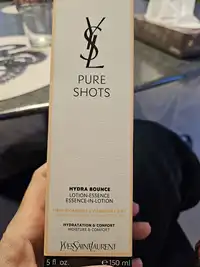 YSL
PURE
SHOTS
HYDRA BOUNCE
LOTION-ESSENCE
ESSENCE-IN-LOTION
HYDRATATION & CONFORT
MOISTURE & COMFORT
YVESSAINTLAURENT
5 fl. oz. ℮150 ml